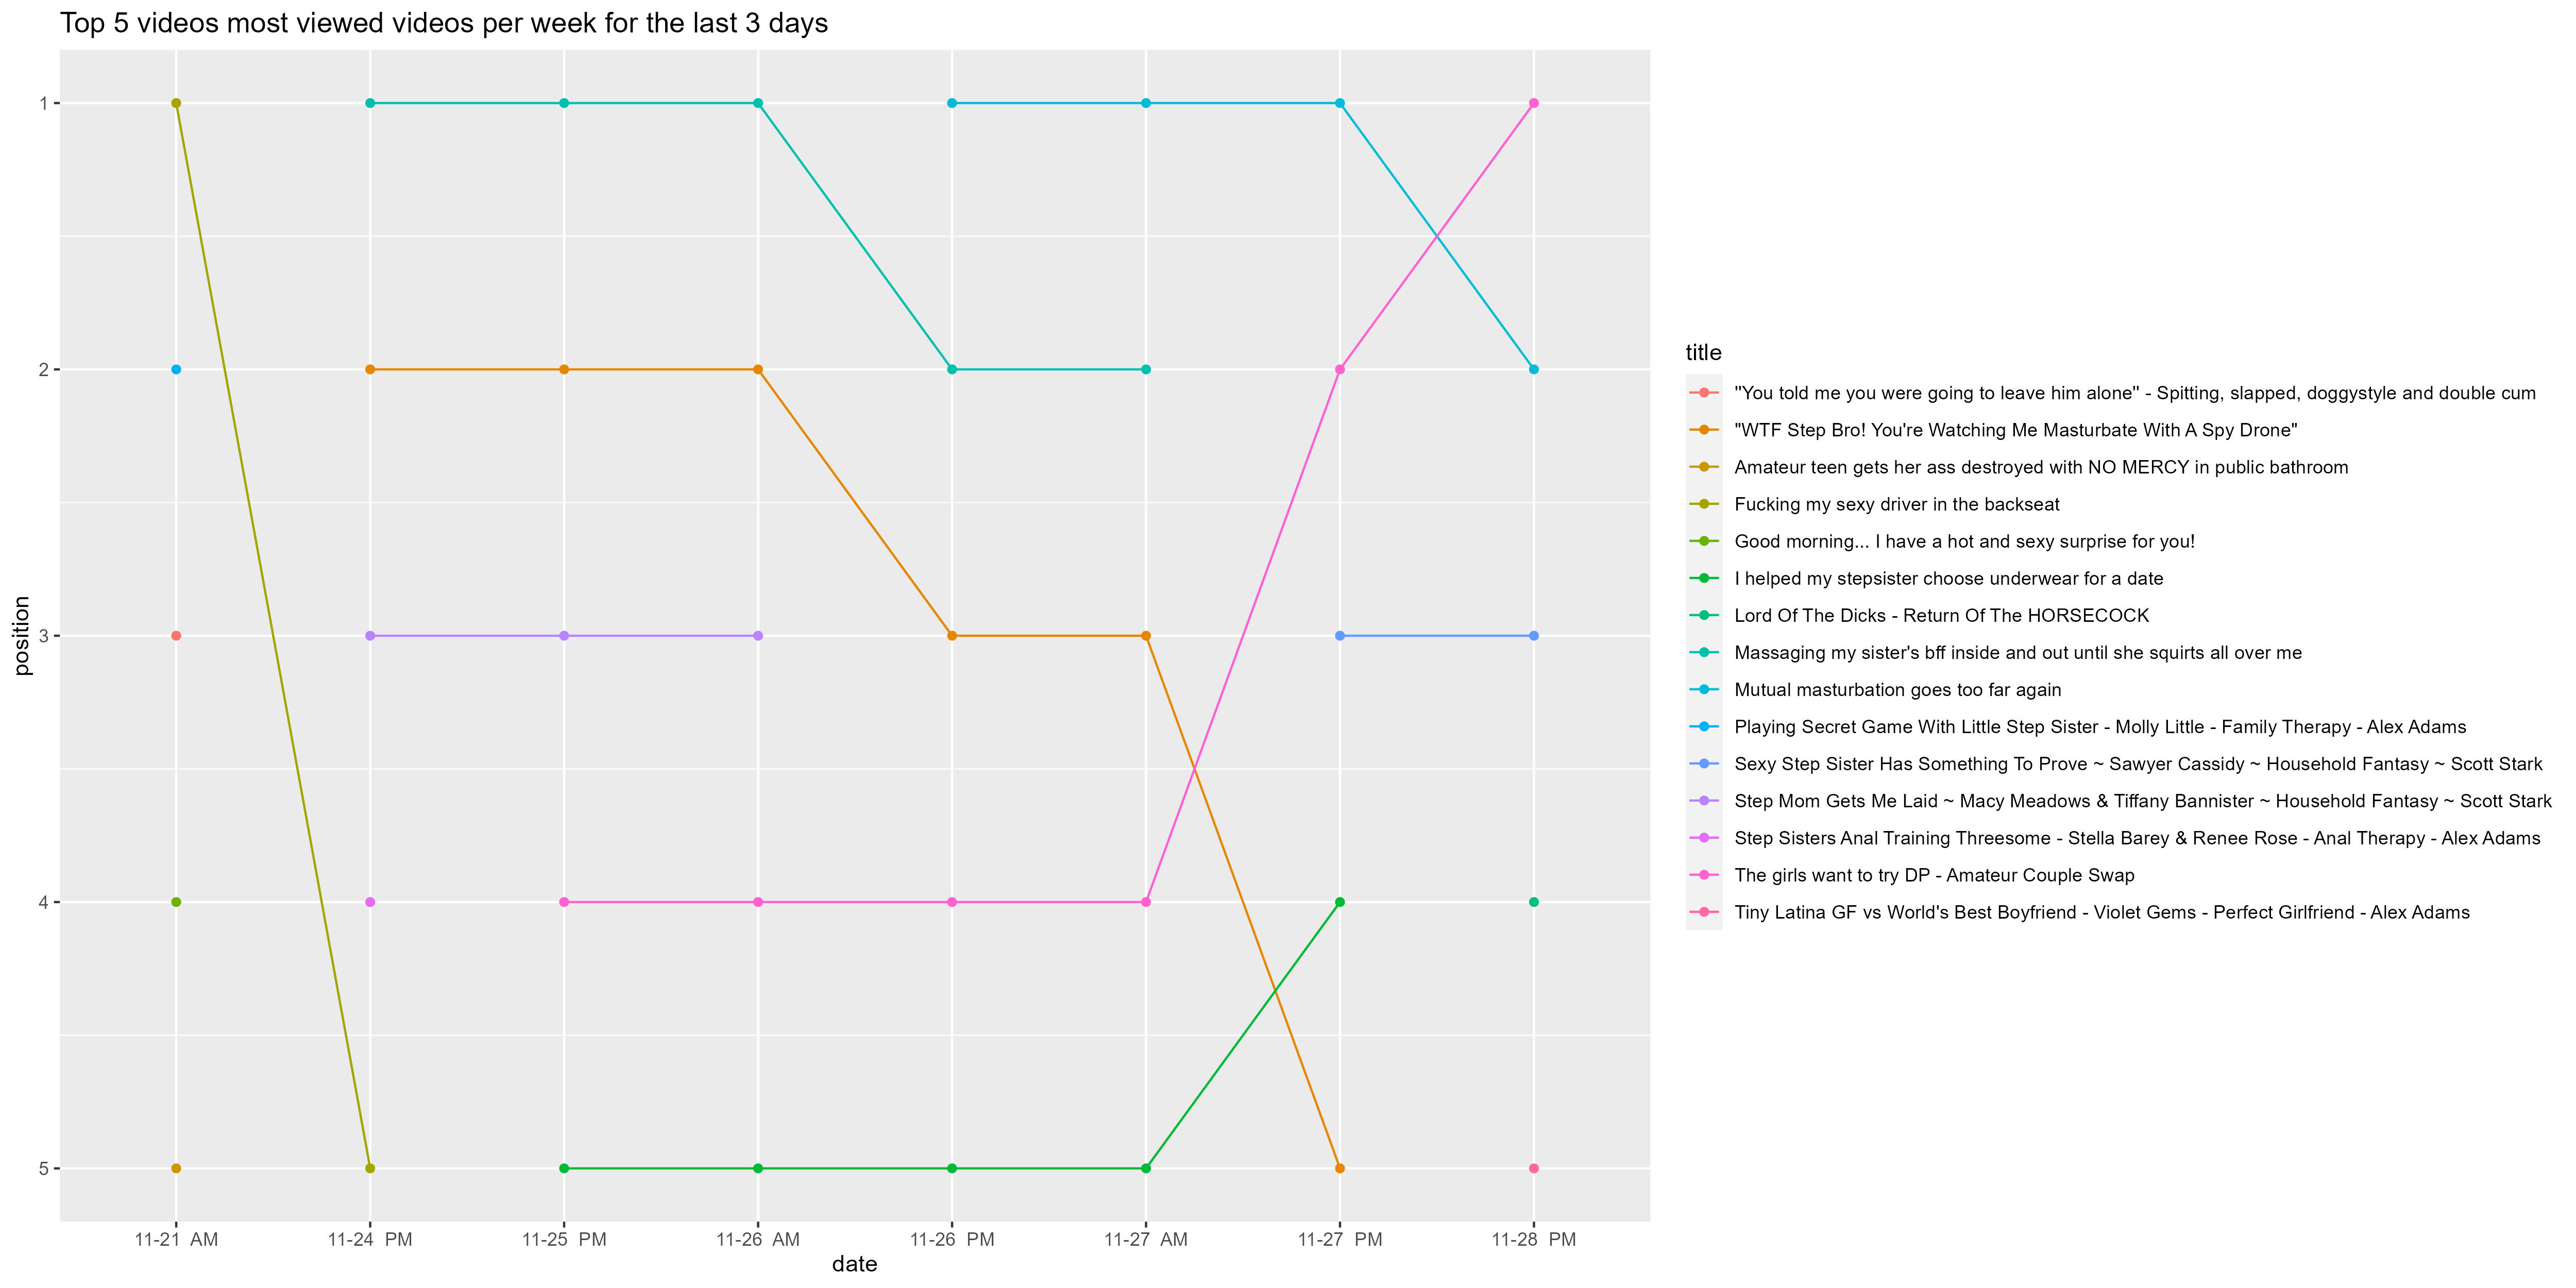 Top 5 videos most viewed videos per week for the last 3 days
position
1
2
3
4
5
11-21 AM
11-24 PM
11-25 PM
11-26 AM
11-26 PM
11-27 AM
11-27 PM
11-28 PM
date
title
"You told me you were going to leave him alone" - Spitting, slapped, doggystyle and double cum
"WTF Step Bro! You're Watching Me Masturbate With A Spy Drone"
Amateur teen gets her ass destroyed with NO MERCY in public bathroom
Fucking my sexy driver in the backseat
Good morning... I have a hot and sexy surprise for you!
I helped my stepsister choose underwear for a date
Lord Of The Dicks - Return Of The HORSECOCK
Massaging my sister's bff inside and out until she squirts all over me
Mutual masturbation goes too far again
Playing Secret Game With Little Step Sister - Molly Little - Family Therapy - Alex Adams
Sexy Step Sister Has Something To Prove ~ Sawyer Cassidy ~ Household Fantasy ~ Scott Stark
Step Mom Gets Me Laid ~ Macy Meadows & Tiffany Bannister ~ Household Fantasy ~ Scott Stark
Step Sisters Anal Training Threesome - Stella Barey & Renee Rose - Anal Therapy - Alex Adams
The girls want to try DP - Amateur Couple Swap
Tiny Latina GF vs World's Best Boyfriend - Violet Gems - Perfect Girlfriend - Alex Adams